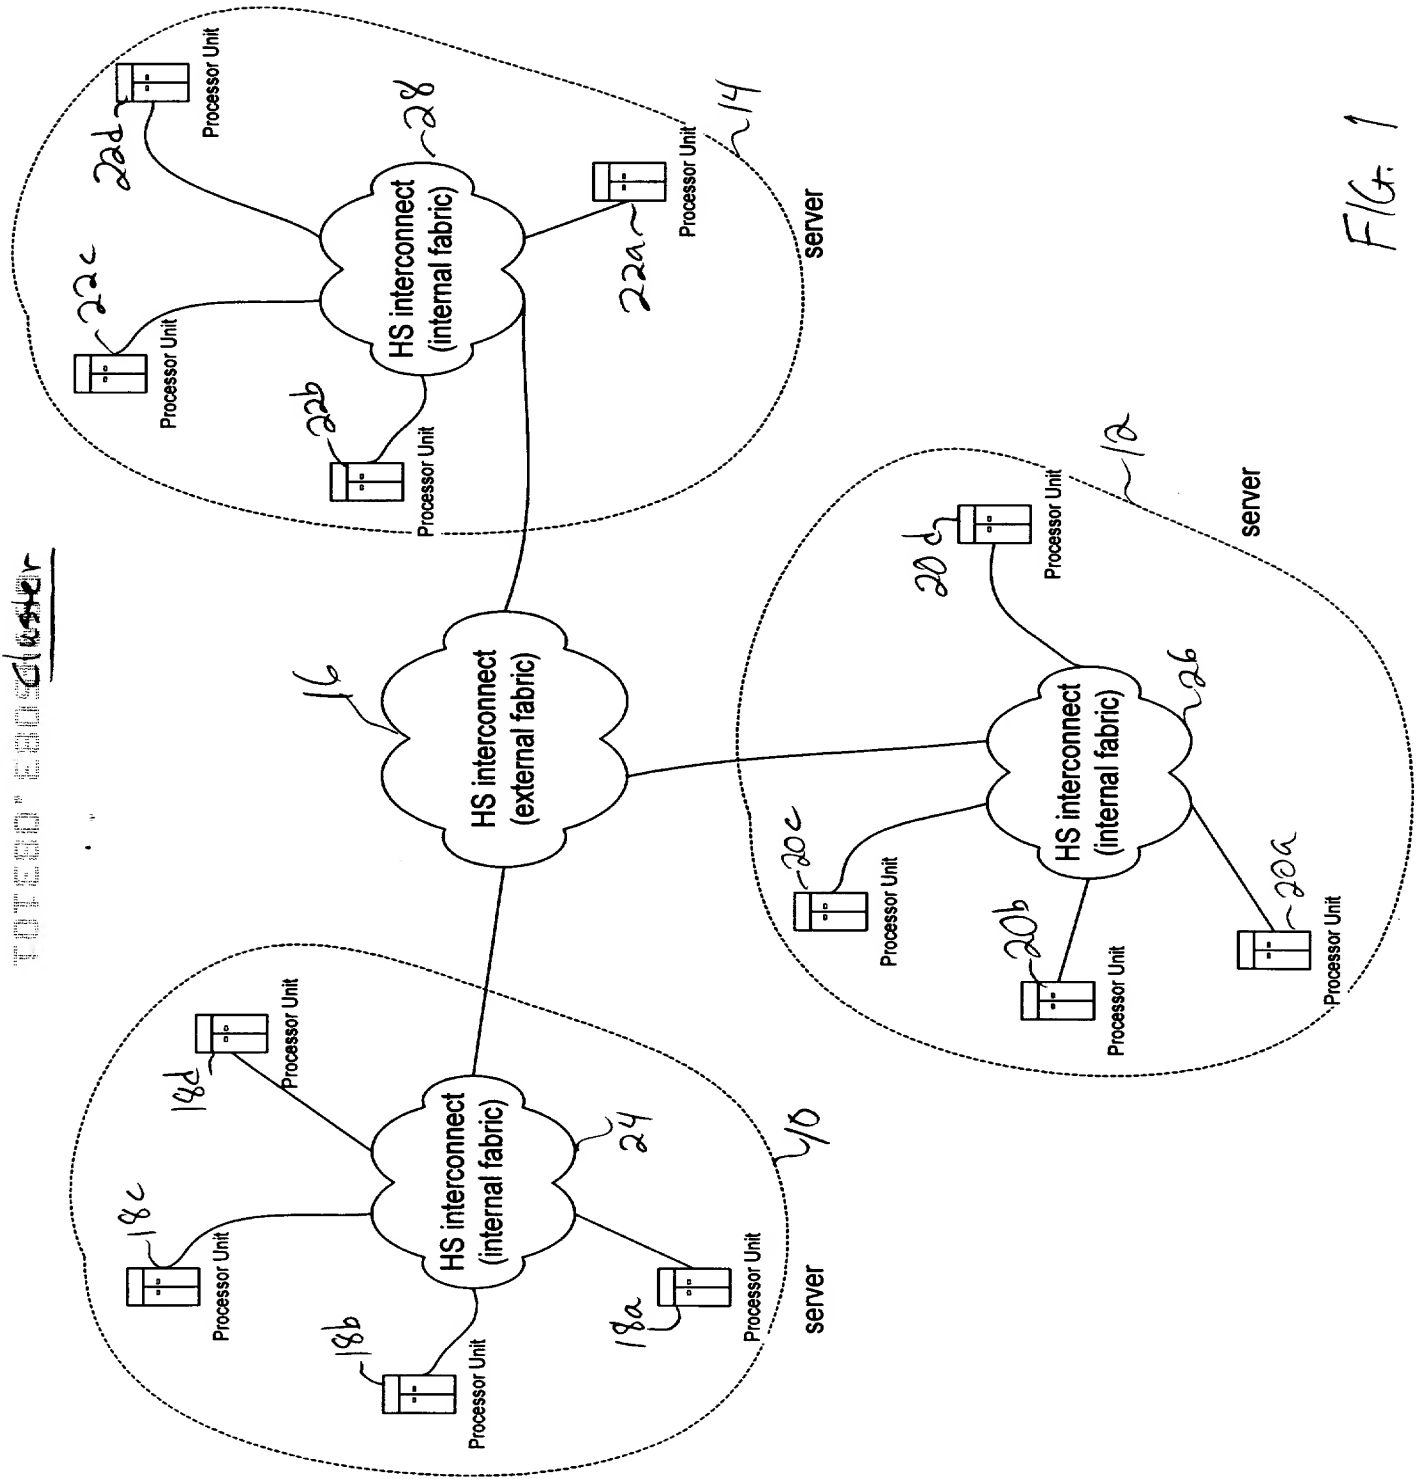 Cluster
18c
Processor Unit
18d
Processor Unit
18b
Processor Unit
HS interconnect
(internal fabric)
24
18a
Processor Unit
10
server
16
HS interconnect
(external fabric)
22c
Processor Unit
22d
Processor Unit
22b
Processor Unit
HS interconnect
(internal fabric)
28
22a
Processor Unit
14
server
20c
Processor Unit
20d
Processor Unit
20b
Processor Unit
HS interconnect
(internal fabric)
26
20a
Processor Unit
12
server
FIG. 1